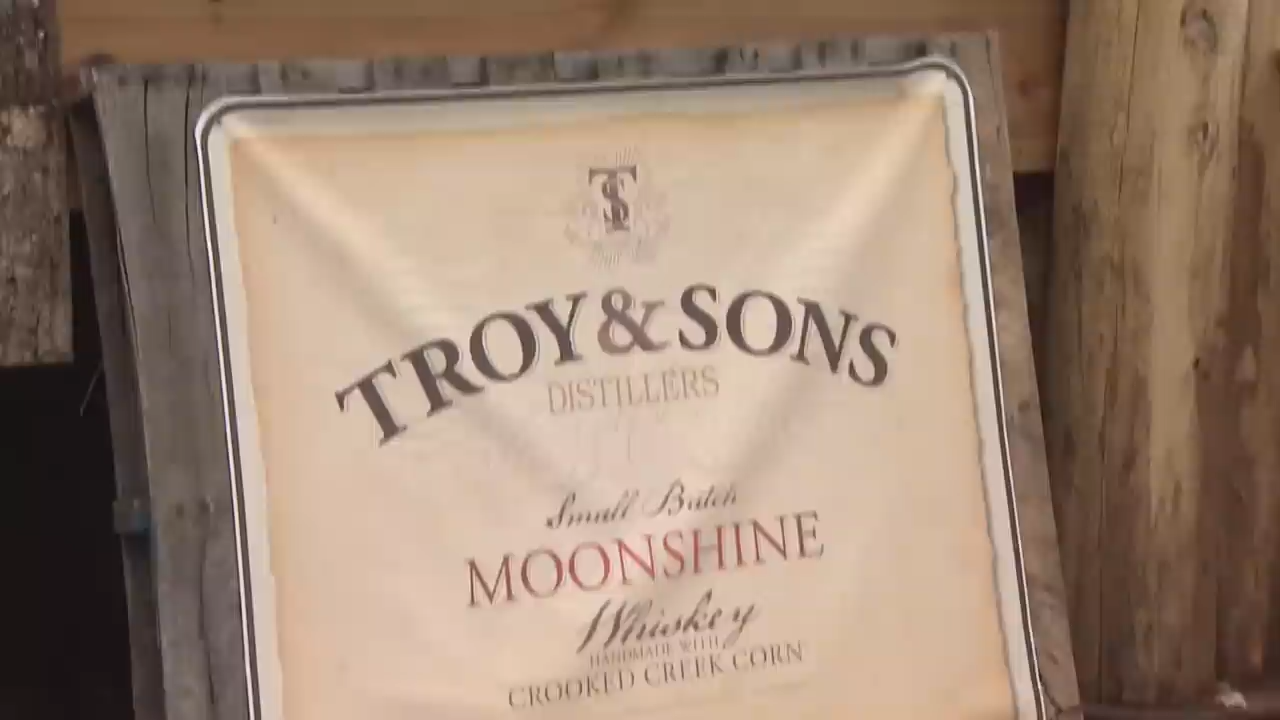 TS
TROY & SONS
DISTILLERS
Small Batch
MOONSHINE
Whiskey
HANDMADE WITH
CROOKED CREEK CORN